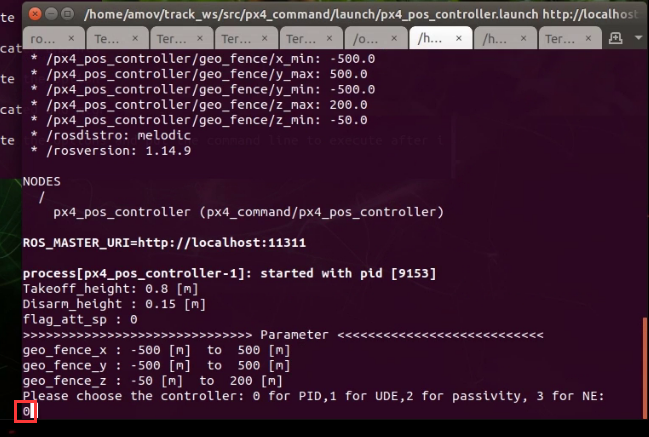 /home/amov/track_ws/src/px4_command/launch/px4_pos_controller.launch http://localhost
ro... × Te... × Ter... × Ter... × Ter... × /o... × /h... × /h... × Ter... ×
te
cat
te
cat
te
* /px4_pos_controller/geo_fence/x_min: -500.0
* /px4_pos_controller/geo_fence/y_max: 500.0
* /px4_pos_controller/geo_fence/y_min: -500.0
* /px4_pos_controller/geo_fence/z_max: 200.0
* /px4_pos_controller/geo_fence/z_min: -50.0
* /rosdistro: melodic
* /rosversion: 1.14.9
NODES
/
px4_pos_controller (px4_command/px4_pos_controller)
ROS_MASTER_URI=http://localhost:11311
process[px4_pos_controller-1]: started with pid [9153]
Takeoff_height: 0.8 [m]
Disarm_height : 0.15 [m]
flag_att_sp : 0
>>>>>>>>>>>>>>>>>>>>>>>>>>>>>> Parameter <<<<<<<<<<<<<<<<<<<<<<<<<<<
geo_fence_x : -500 [m] to 500 [m]
geo_fence_y : -500 [m] to 500 [m]
geo_fence_z : -50 [m] to 200 [m]
Please choose the controller: 0 for PID,1 for UDE,2 for passivity, 3 for NE:
0